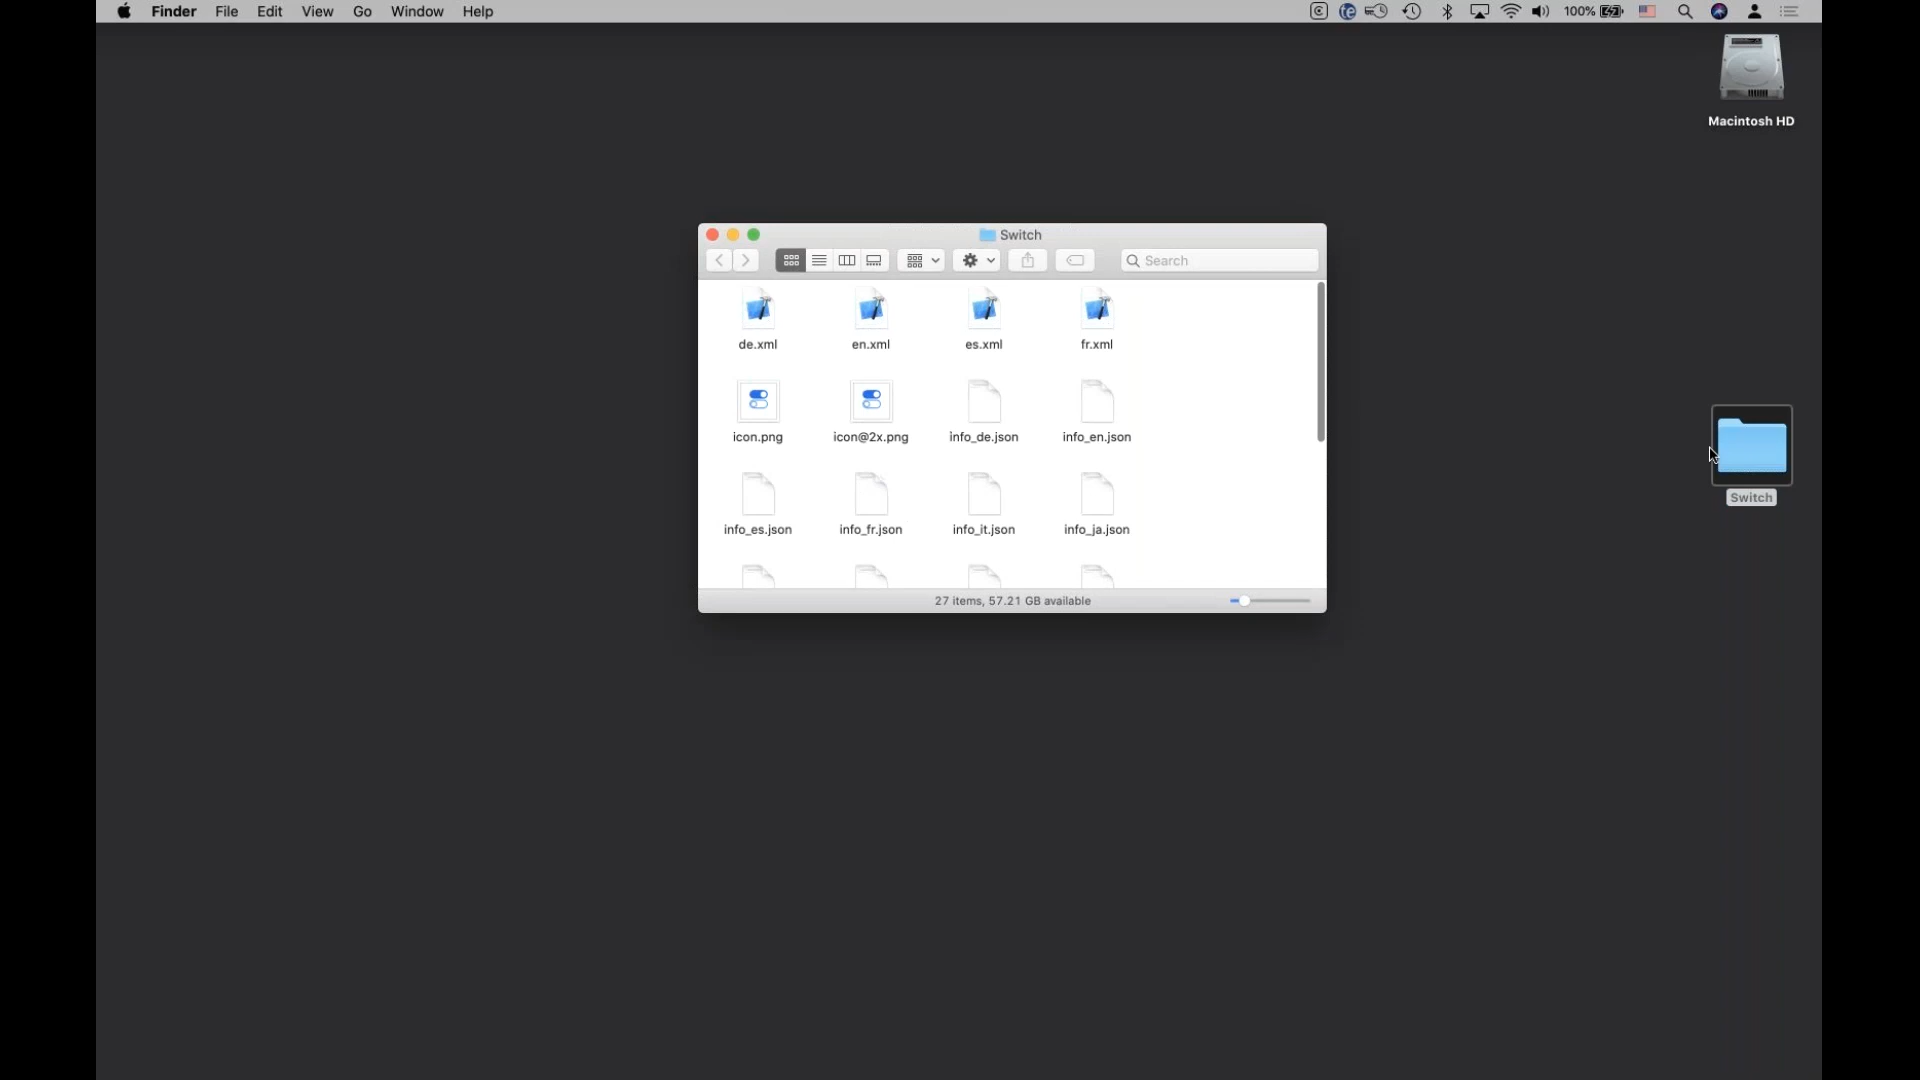 Finder File Edit View Go Window Help 100%
Macintosh HD
Switch
Search
de.xml en.xml es.xml fr.xml
icon.png icon@2x.png info_de.json info_en.json
Switch
info_es.json info_fr.json info_it.json info_ja.json
27 items, 57.21 GB available